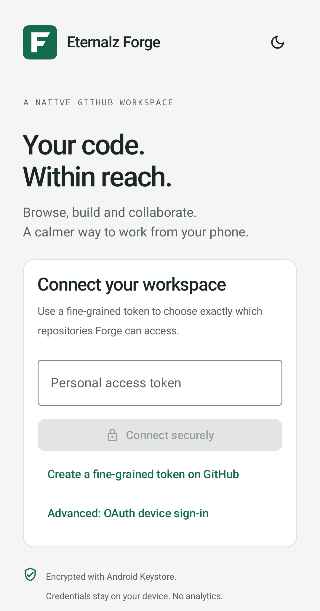 F
Eternalz Forge
A NATIVE GITHUB WORKSPACE
Your code.
Within reach.
Browse, build and collaborate.
A calmer way to work from your phone.
Connect your workspace
Use a fine-grained token to choose exactly which
repositories Forge can access.
Personal access token
Connect securely
Create a fine-grained token on GitHub
Advanced: OAuth device sign-in
Encrypted with Android Keystore.
Credentials stay on your device. No analytics.